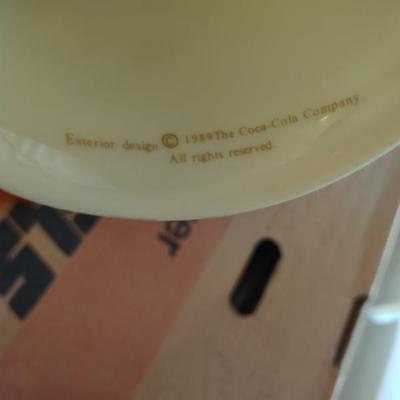 Exterior design © 1989 The Coca-Cola Company
All rights reserved